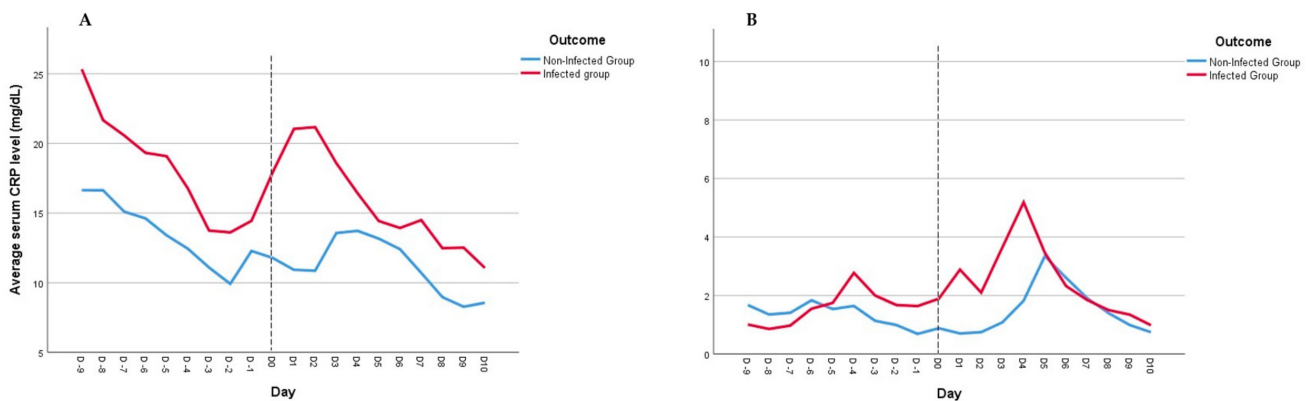 A
Outcome
Non-Infected Group
Infected group
Average serum CRP level (mg/dL)
25
20
15
10
5
D -9
D -8
D -7
D -6
D -5
D -4
D -3
D -2
D -1
D0
D1
D2
D3
D4
D5
D6
D7
D8
D9
D10
Day
B
Outcome
Non-Infected Group
Infected Group
10
8
6
4
2
0
D -9
D -8
D -7
D -6
D -5
D -4
D -3
D -2
D -1
D0
D1
D2
D3
D4
D5
D6
D7
D8
D9
D10
Day